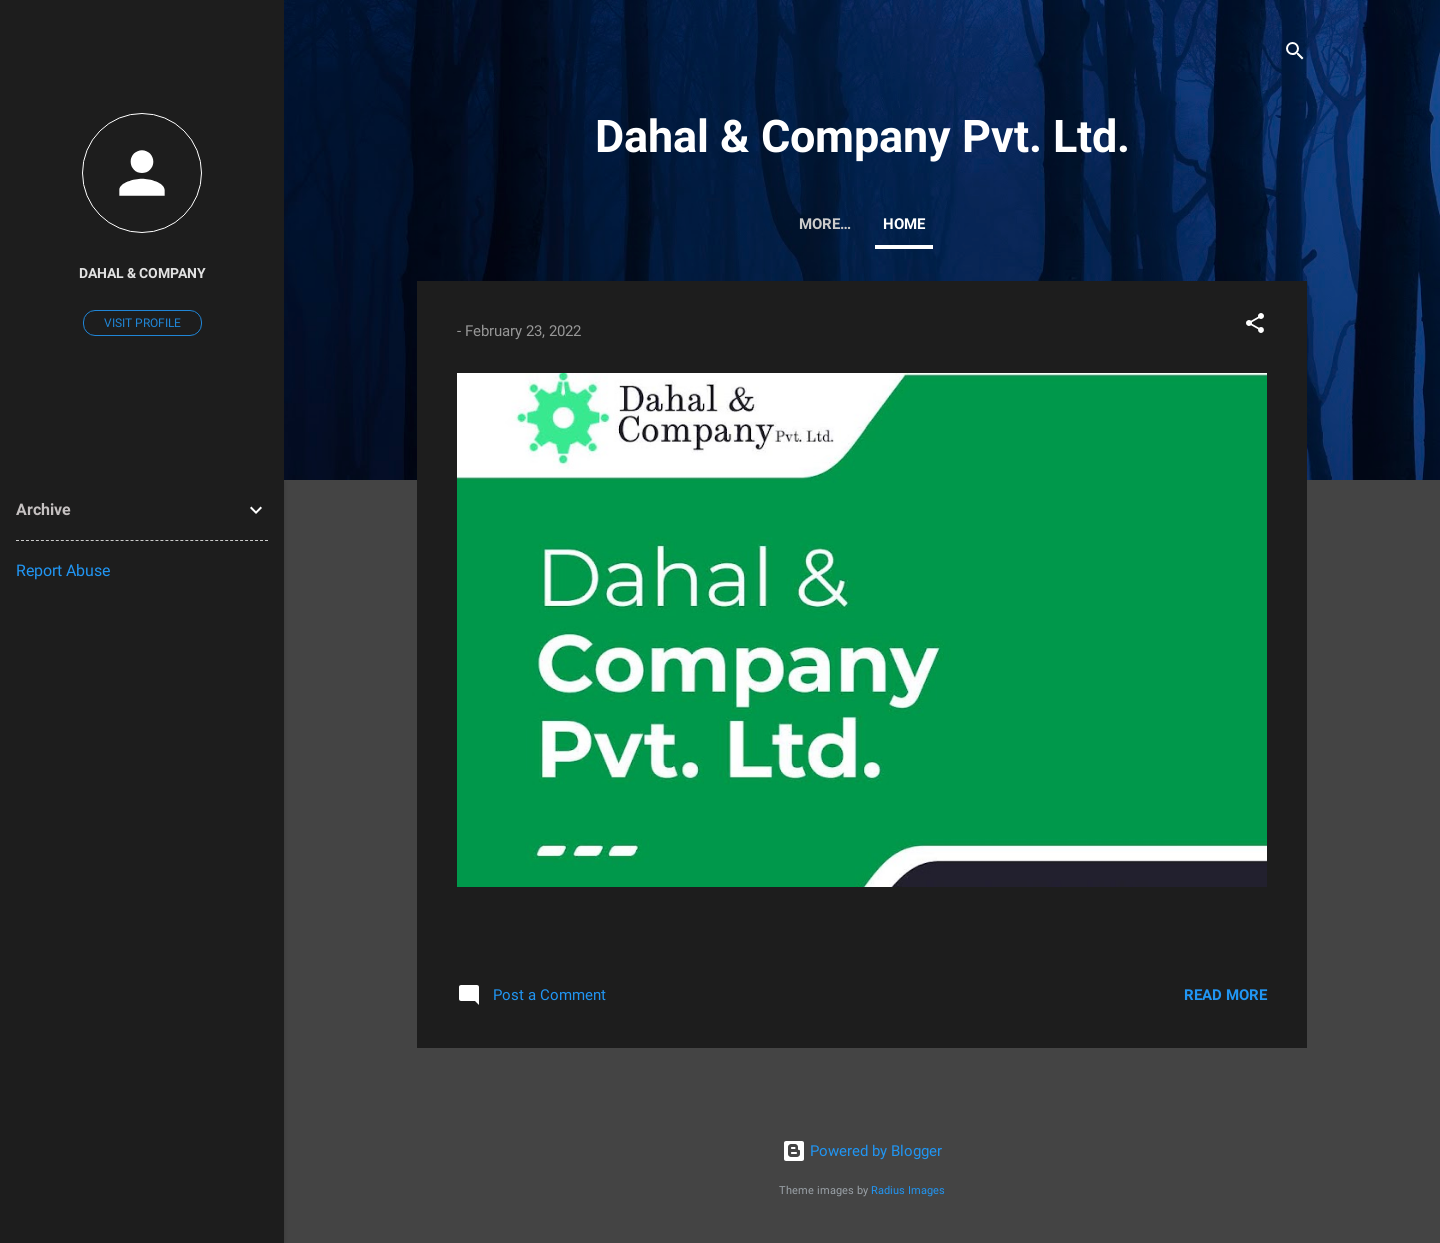 DAHAL & COMPANY
VISIT PROFILE
Archive
Report Abuse
Dahal & Company Pvt. Ltd.
MORE… HOME
- February 23, 2022
Dahal &
Company Pvt. Ltd.
Dahal &
Company
Pvt. Ltd.
Post a Comment
READ MORE
Powered by Blogger
Theme images by Radius Images